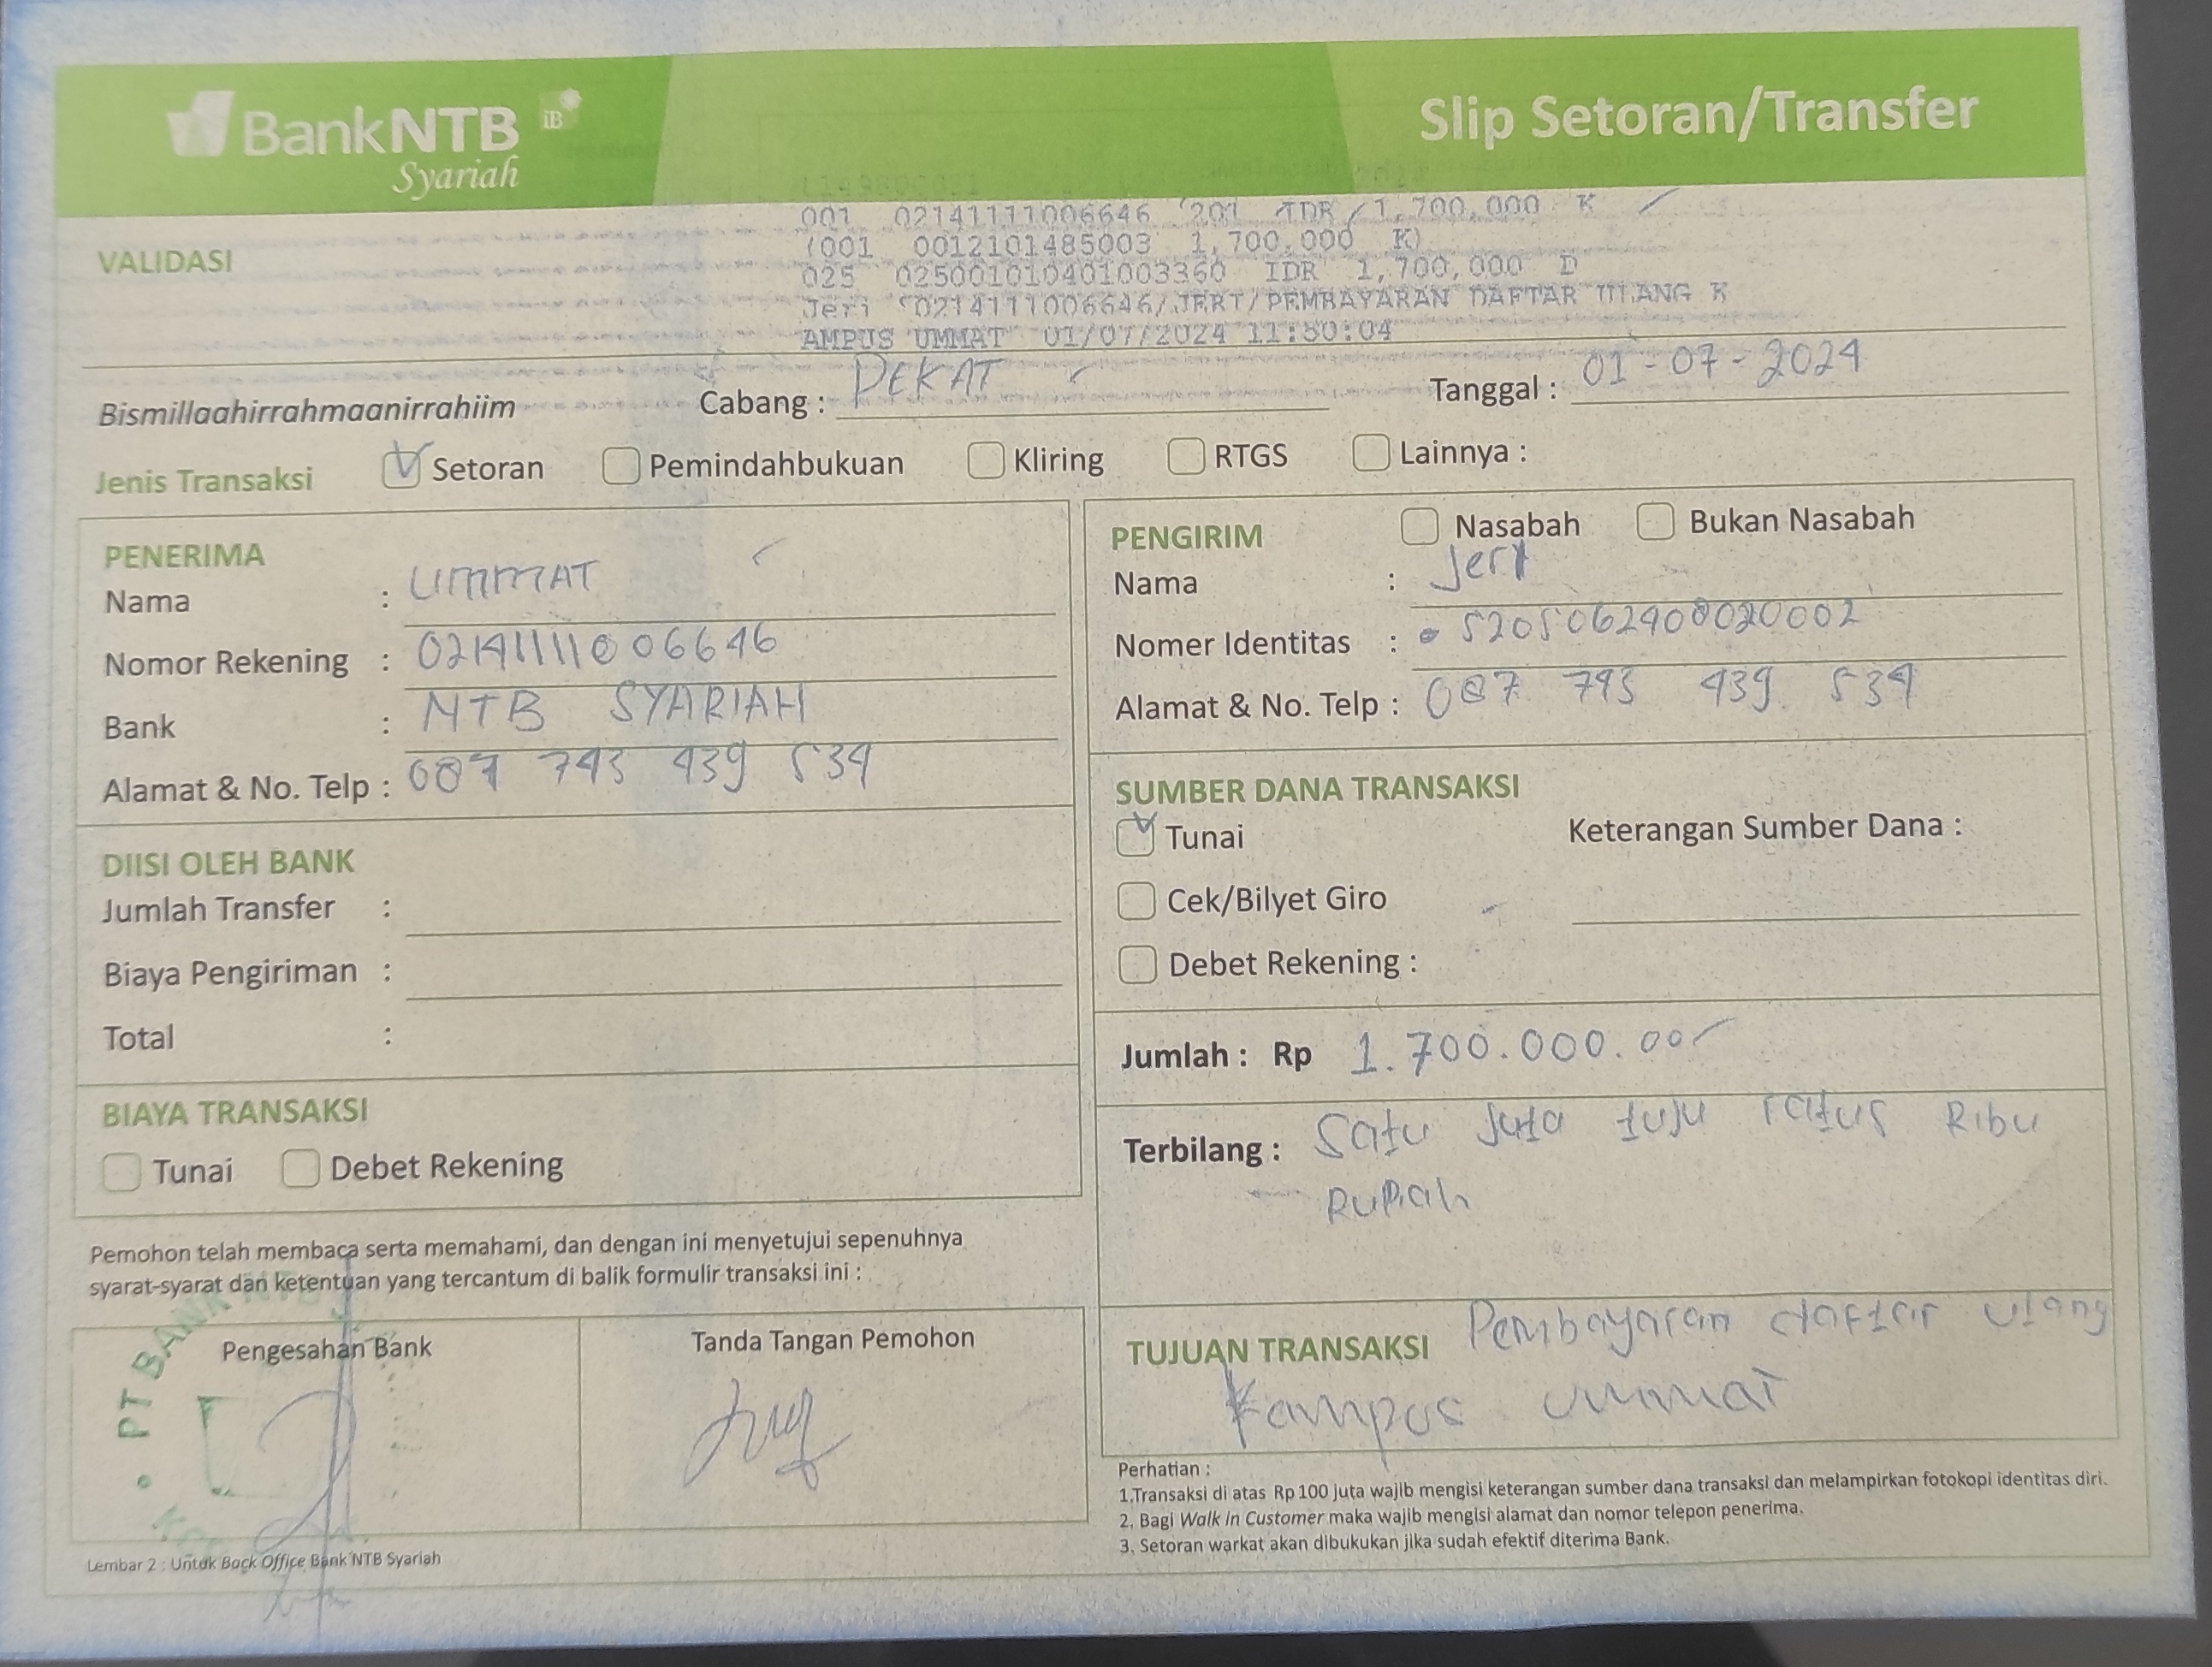 BankNTB iB
Syariah
Slip Setoran/Transfer
VALIDASI
001 02141111006646 201 IDR 1,700,000 K
(001 0012101485003 1,700,000 K)
025 025001010401003360 IDR 1,700,000 D
Jeri 0214111006646/JERI/PEMBAYARAN DAFTAR ULANG K
AMPUS UMMAT 01/07/2024 11:30:04
Bismillaahirrahmaanirrahiim Cabang : PEKAT Tanggal : 01-07-2024
Jenis Transaksi Setoran Pemindahbukuan Kliring RTGS Lainnya :
PENERIMA
Nama : UMMAT
Nomor Rekening : 02141111006646
Bank : NTB SYARIAH
Alamat & No. Telp : 087 743 439 534
DIISI OLEH BANK
Jumlah Transfer :
Biaya Pengiriman :
Total :
BIAYA TRANSAKSI
Tunai Debet Rekening
Pemohon telah membaca serta memahami, dan dengan ini menyetujui sepenuhnya
syarat-syarat dan ketentuan yang tercantum di balik formulir transaksi ini :
Pengesahan Bank Tanda Tangan Pemohon
PT BANK NTB
Lembar 2 : Untuk Back Office Bank NTB Syariah
PENGIRIM Nasabah Bukan Nasabah
Nama : Jeri
Nomer Identitas :
Alamat & No. Telp : 087 743 439 534
SUMBER DANA TRANSAKSI
Tunai Keterangan Sumber Dana :
Cek/Bilyet Giro
Debet Rekening :
Jumlah : Rp 1.700.000.00
Terbilang : Satu Juta tuju ratus Ribu
RuPiah
TUJUAN TRANSAKSI Pembayaran daftar ulang
Kampus ummat
Perhatian :
1.Transaksi di atas Rp 100 juta wajib mengisi keterangan sumber dana transaksi dan melampirkan fotokopi identitas diri.
2. Bagi Walk In Customer maka wajib mengisi alamat dan nomor telepon penerima.
3. Setoran warkat akan dibukukan jika sudah efektif diterima Bank.